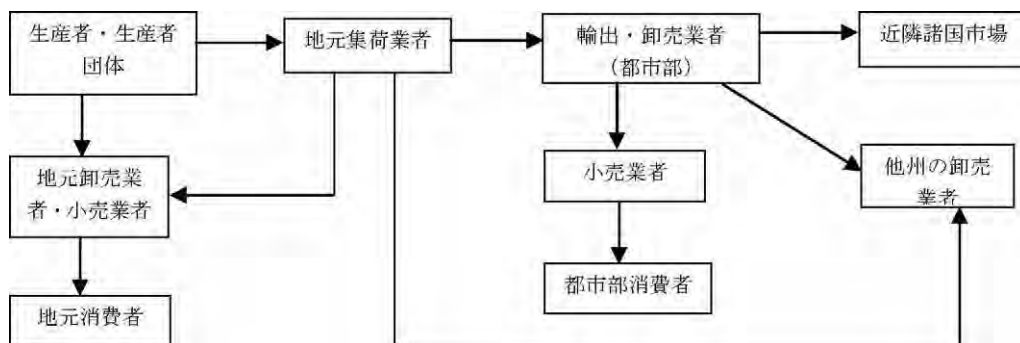 生産者・生産者
団体
地元集荷業者
輸出・卸売業者
（都市部）
近隣諸国市場
地元卸売業
者・小売業者
小売業者
他州の卸売
業者
地元消費者
都市部消費者